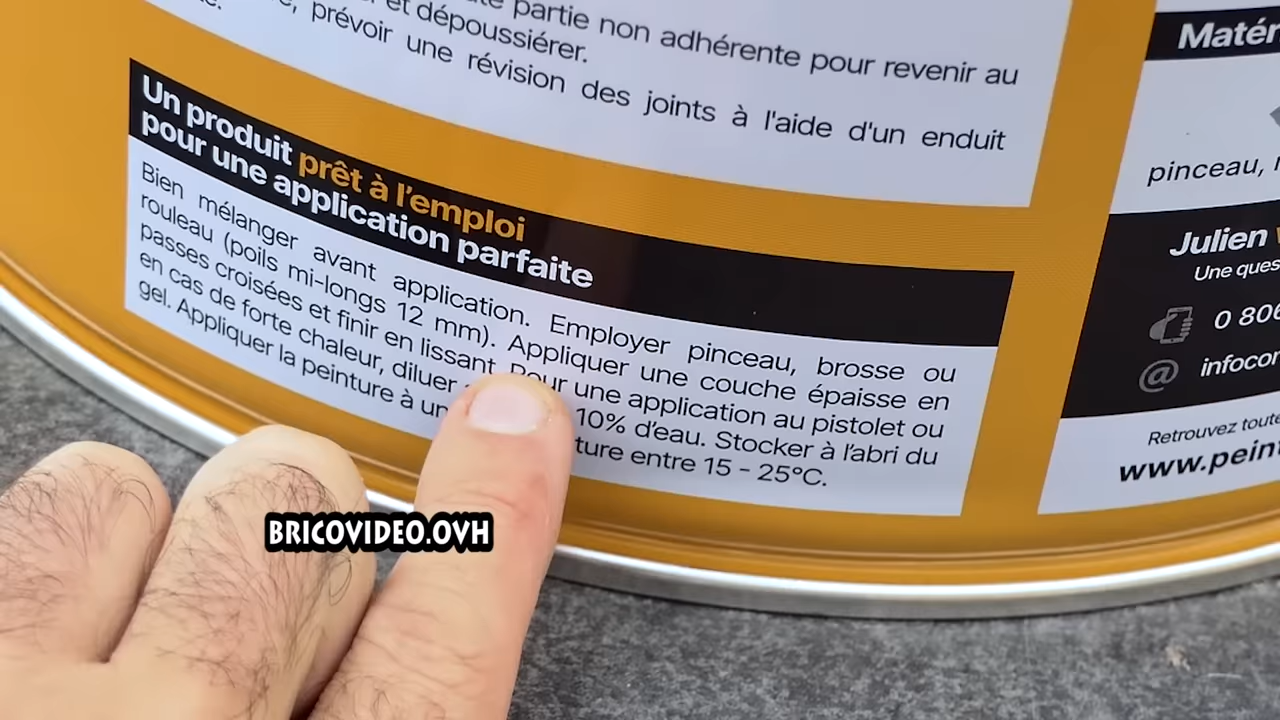 partie non adhérente pour revenir au
et dépoussiérer.
prévoir une révision des joints à l'aide d'un enduit
Un produit prêt à l'emploi
pour une application parfaite
Bien mélanger avant application. Employer pinceau, brosse ou
rouleau (poils mi-longs 12 mm). Appliquer une couche épaisse en
passes croisées et finir en lissant. Pour une application au pistolet ou
en cas de forte chaleur, diluer 10% d'eau. Stocker à l'abri du
gel. Appliquer la peinture à entre 15 - 25°C.
Matér
pinceau,
Julien
Une ques
0 806
@ infocon
Retrouvez toute
www.pein
BRICOVIDEO.OVH